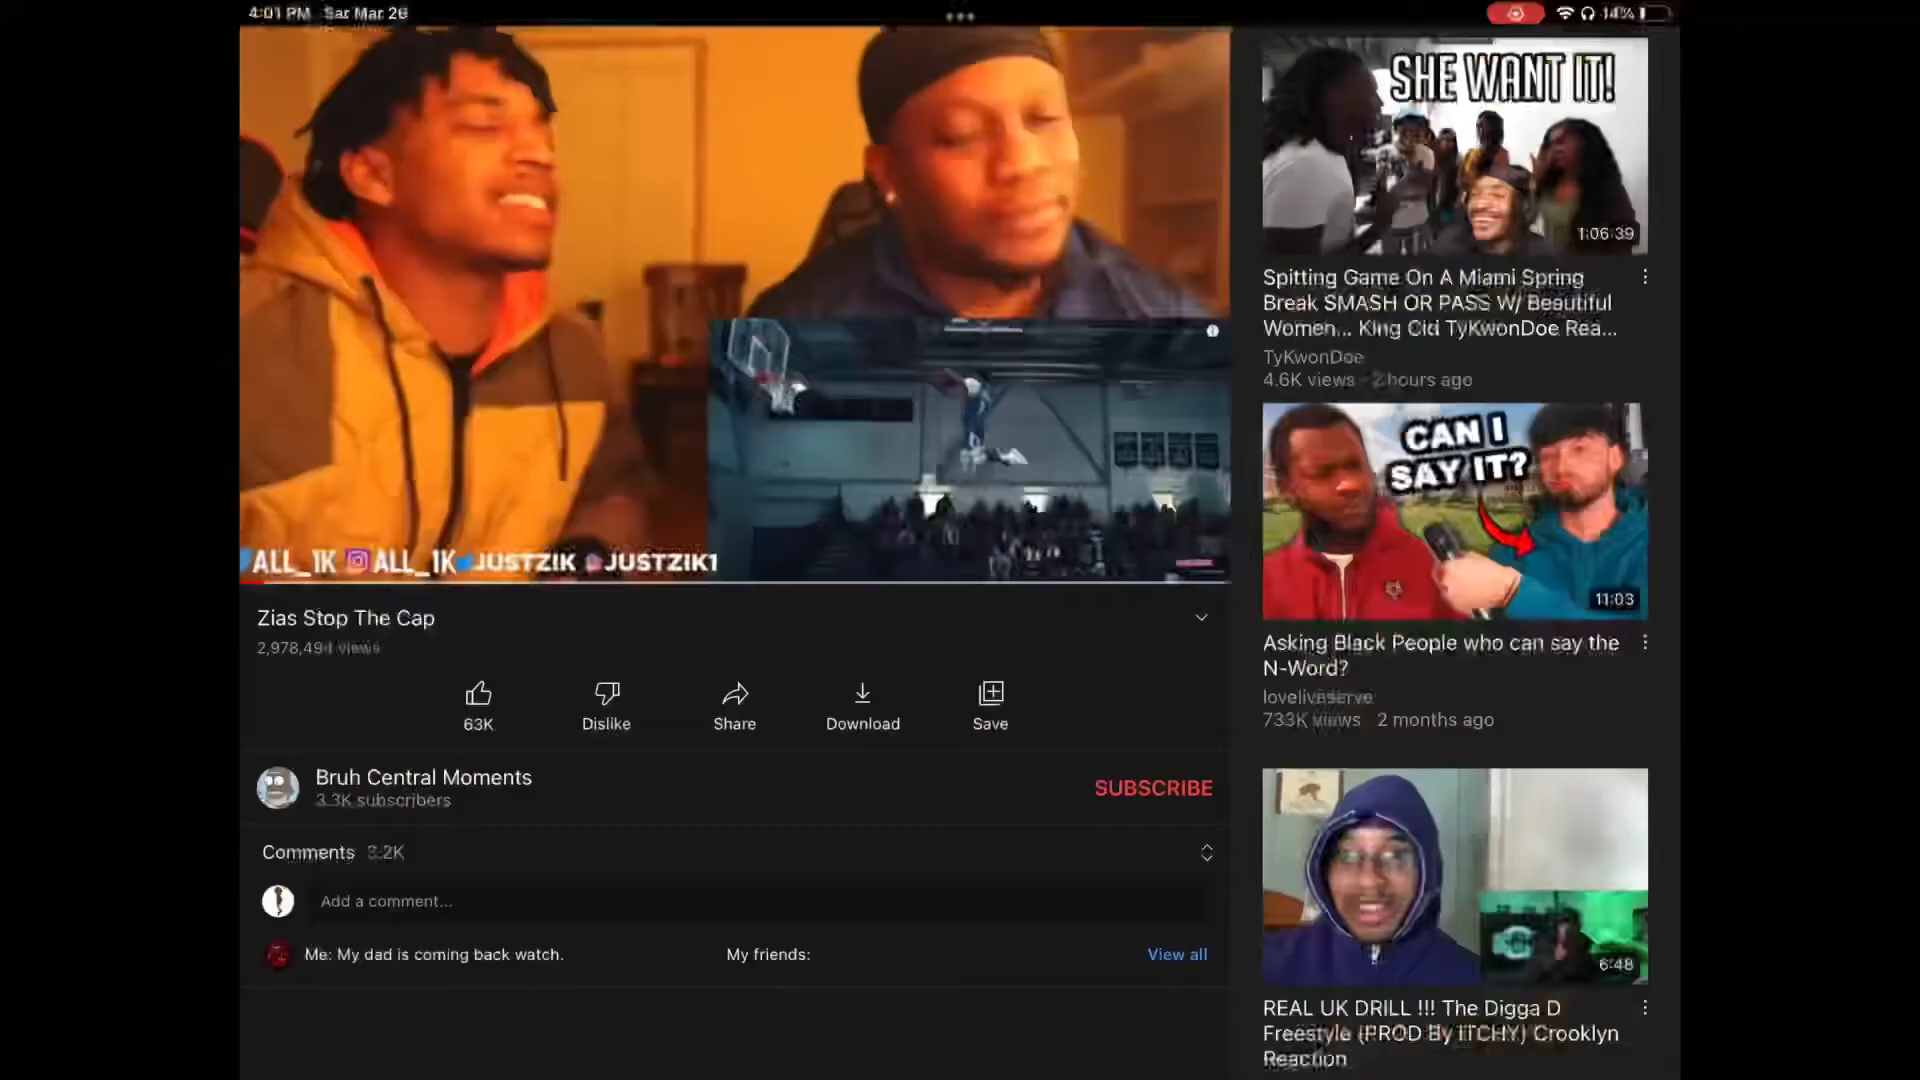 4:01 PM Sat Mar 26
14%
ALL_1K ALL_1K JUSTZIK JUSTZIK1
Zias Stop The Cap
2,978,494 views
63K
Dislike
Share
Download
Save
Bruh Central Moments
3.3K subscribers
SUBSCRIBE
Comments 3.2K
Add a comment...
Me: My dad is coming back watch. My friends:
View all
SHE WANT IT!
1:06:39
Spitting Game On A Miami Spring
Break SMASH OR PASS W/ Beautiful
Women... King Cid TyKwonDoe Rea...
TyKwonDoe
4.6K views · 2 hours ago
CAN I
SAY IT?
11:03
Asking Black People who can say the
N-Word?
loveliveserve
733K views 2 months ago
6:48
REAL UK DRILL !!! The Digga D
Freestyle (PROD By ITCHY) Crooklyn
Reaction